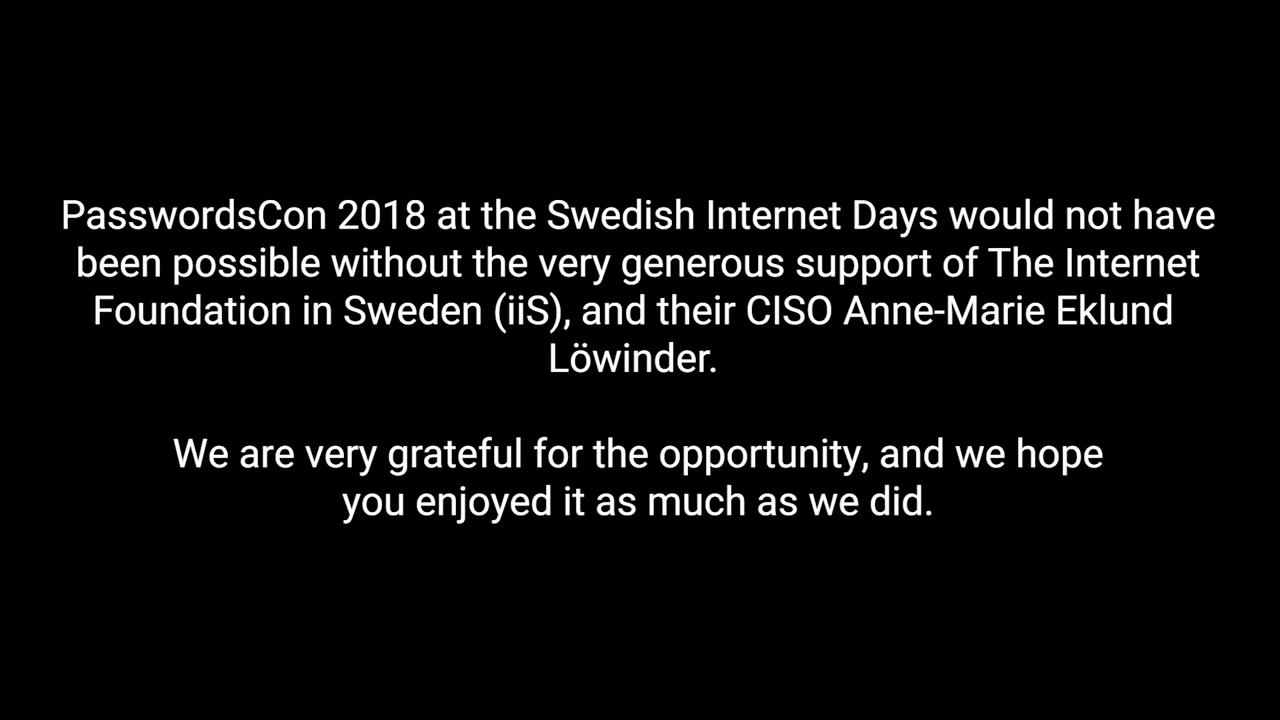 PasswordsCon 2018 at the Swedish Internet Days would not have
been possible without the very generous support of The Internet
Foundation in Sweden (iiS), and their CISO Anne-Marie Eklund
Löwinder.
We are very grateful for the opportunity, and we hope
you enjoyed it as much as we did.